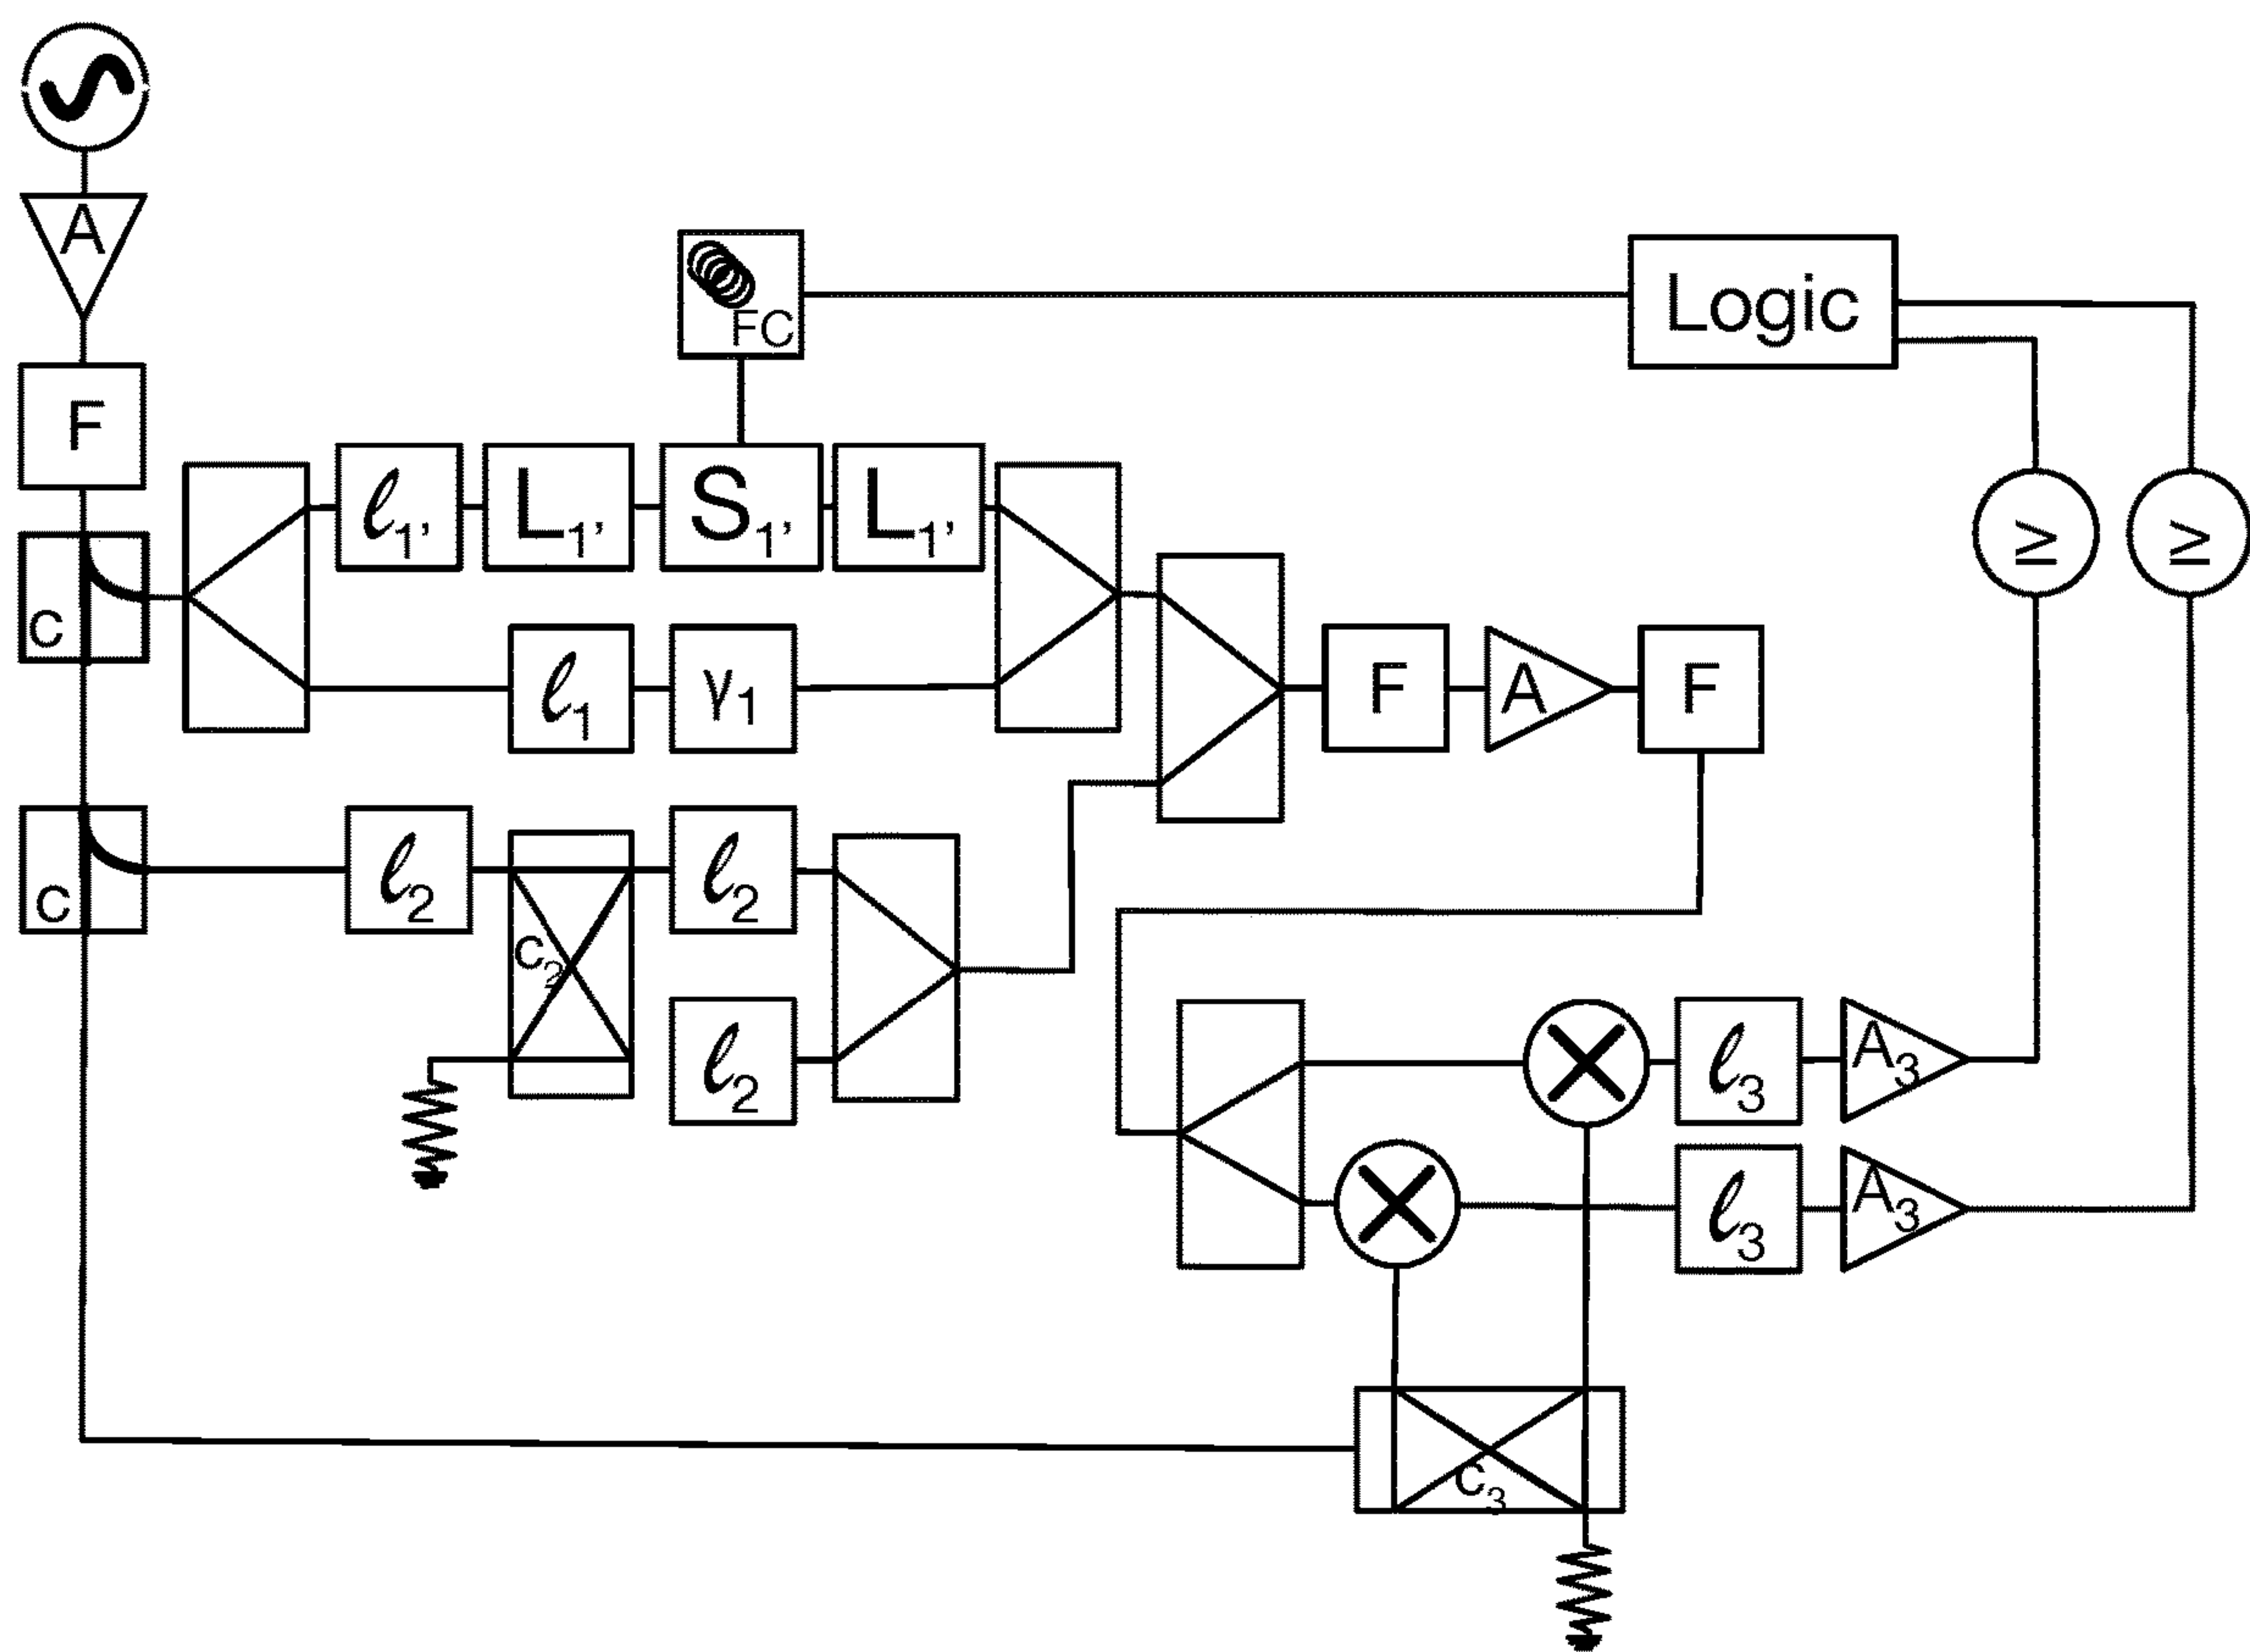 A
FC
Logic
F
ℓ1' L1' S1' L1'
≥ ≥
C
ℓ1 γ1 F A F
C ℓ2 ℓ2
C2
ℓ2 ℓ3 A3
ℓ3 A3
C3